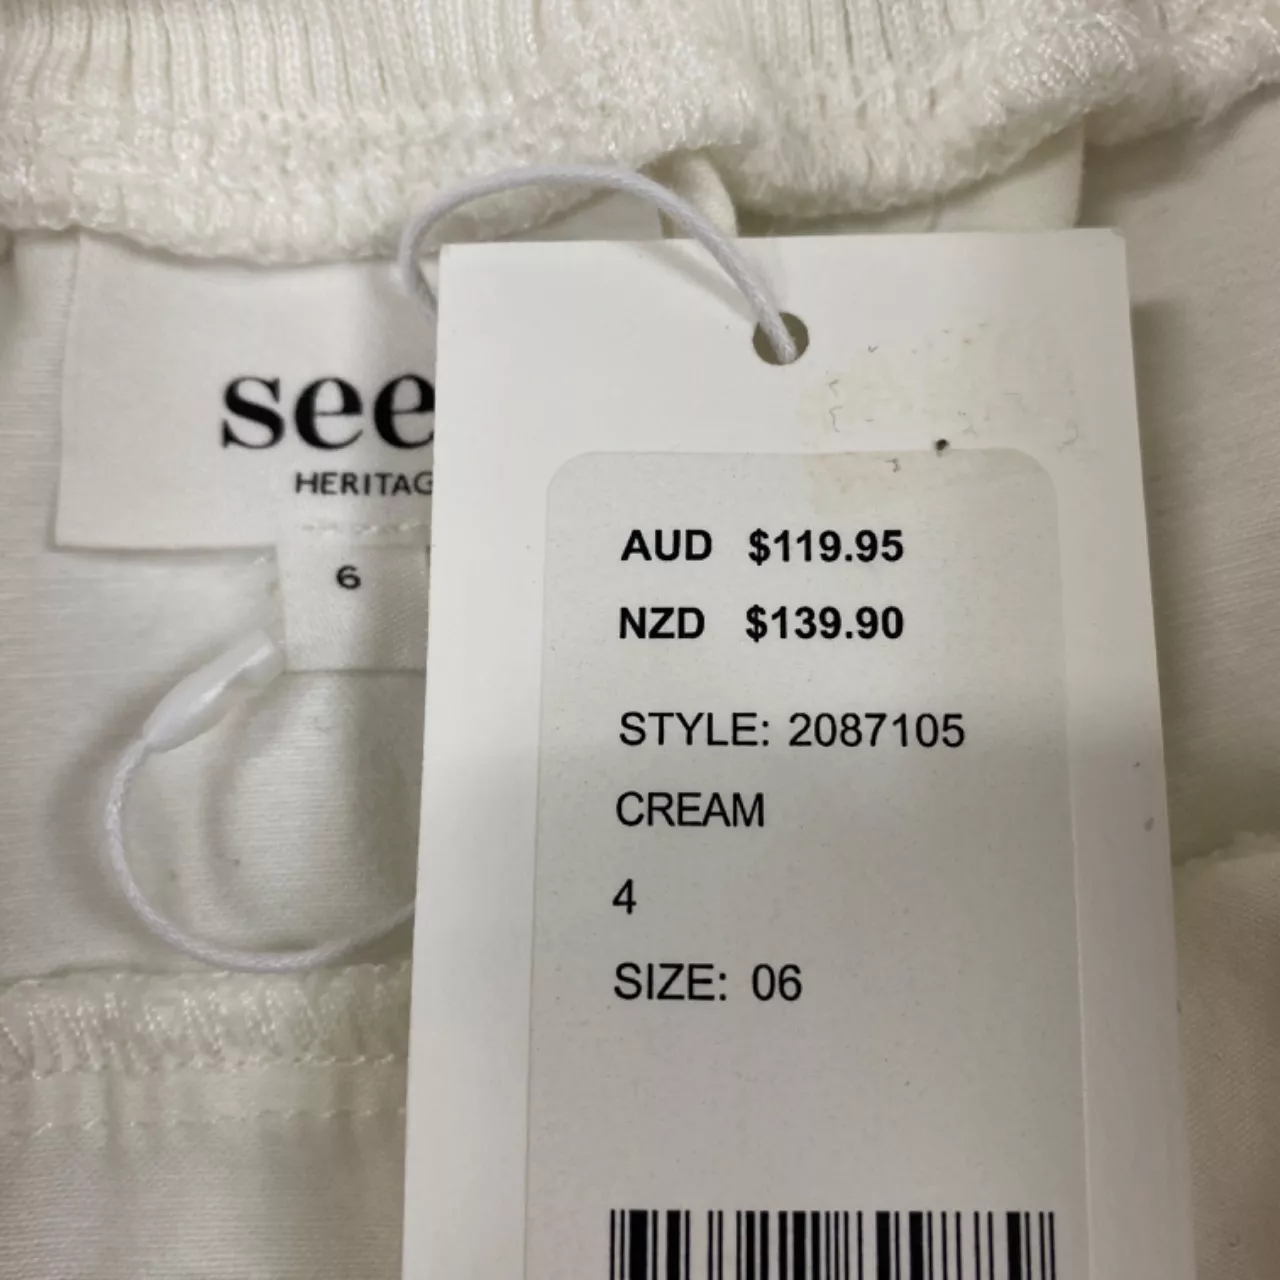 see
HERITAG
6
AUD $119.95
NZD $139.90
STYLE: 2087105
CREAM
4
SIZE: 06